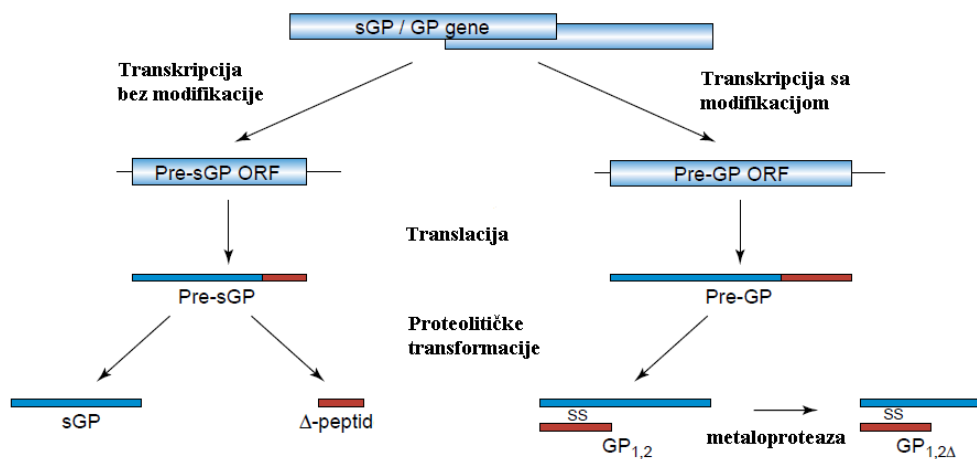 sGP / GP gene
Transkripcija
bez modifikacije
Transkripcija sa
modifikacijom
Pre-sGP ORF
Pre-GP ORF
Translacija
Pre-sGP
Pre-GP
Proteolitičke
transformacije
sGP
Δ-peptid
SS
GP1,2
metaloproteaza
SS
GP1,2Δ